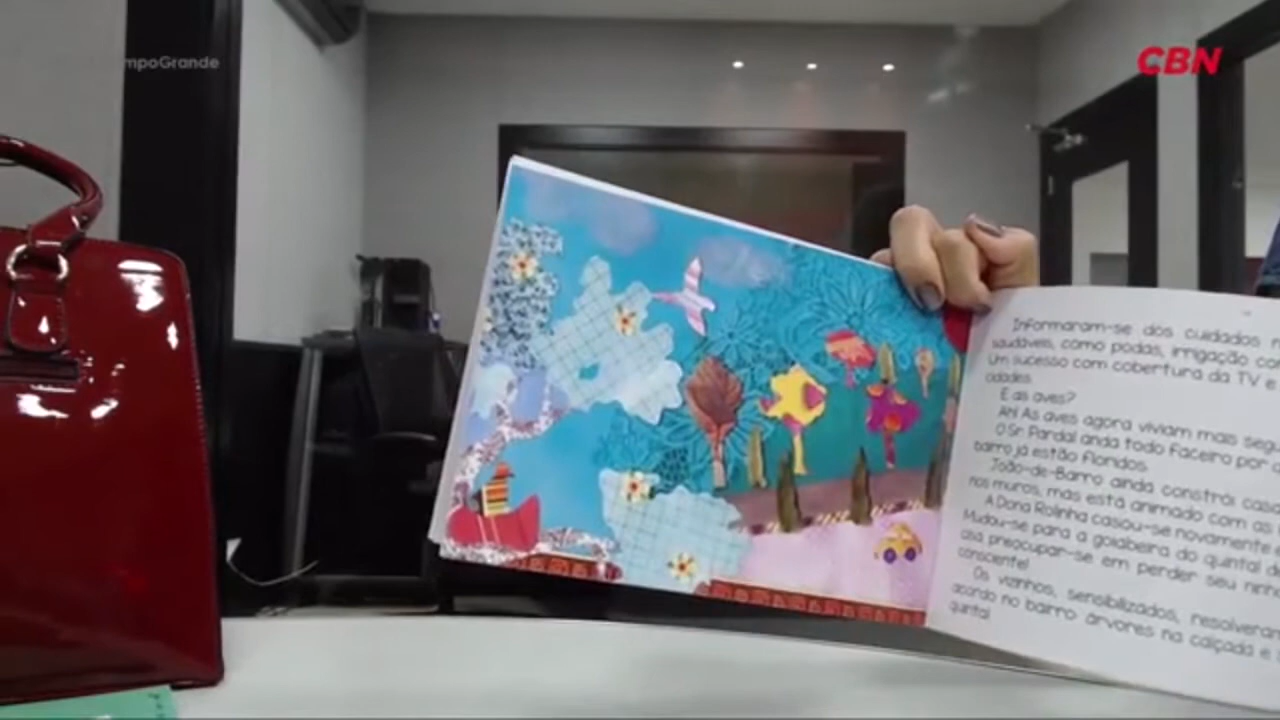 mpoGrande
CBN
Informaram-se dos cuidados
saudáveis, como podas, irrigação
Um sucesso com cobertura da TV e
cidades.
E as aves?
Ah! As aves agora viviam mais
O Sr. Pardal anda todo faceiro por
bairro já estão floridos.
João-de-Barro ainda constrói
nos muros, mas está animado com as
A Dona Rolinha casou-se novamente
Mudou-se para a goiabeira do quintal
preocupar-se em perder seu
consciente!
Os vizinhos, sensibilizados,
acordo no bairro: árvores na calçada e
quintal